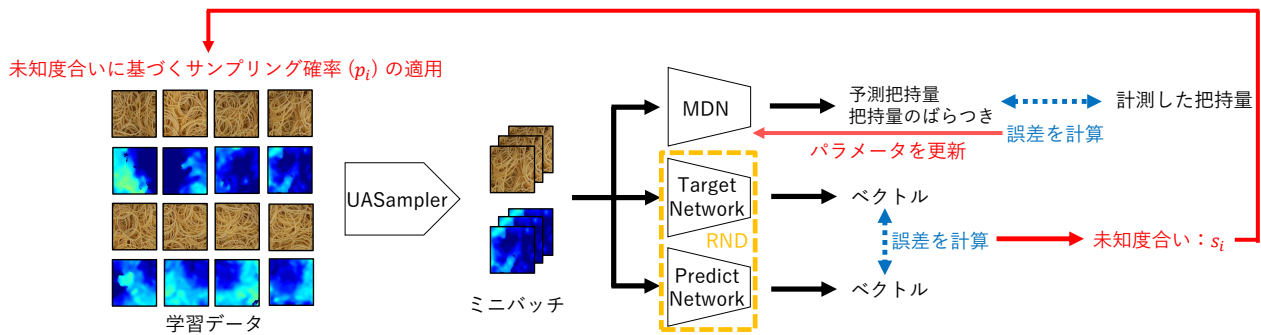 未知度合いに基づくサンプリング確率 (pᵢ) の適用
学習データ
UASampler
ミニバッチ
MDN
予測把持量
把持量のばらつき
計測した把持量
誤差を計算
パラメータを更新
Target
Network
RND
Predict
Network
ベクトル
誤差を計算
ベクトル
未知度合い：sᵢ